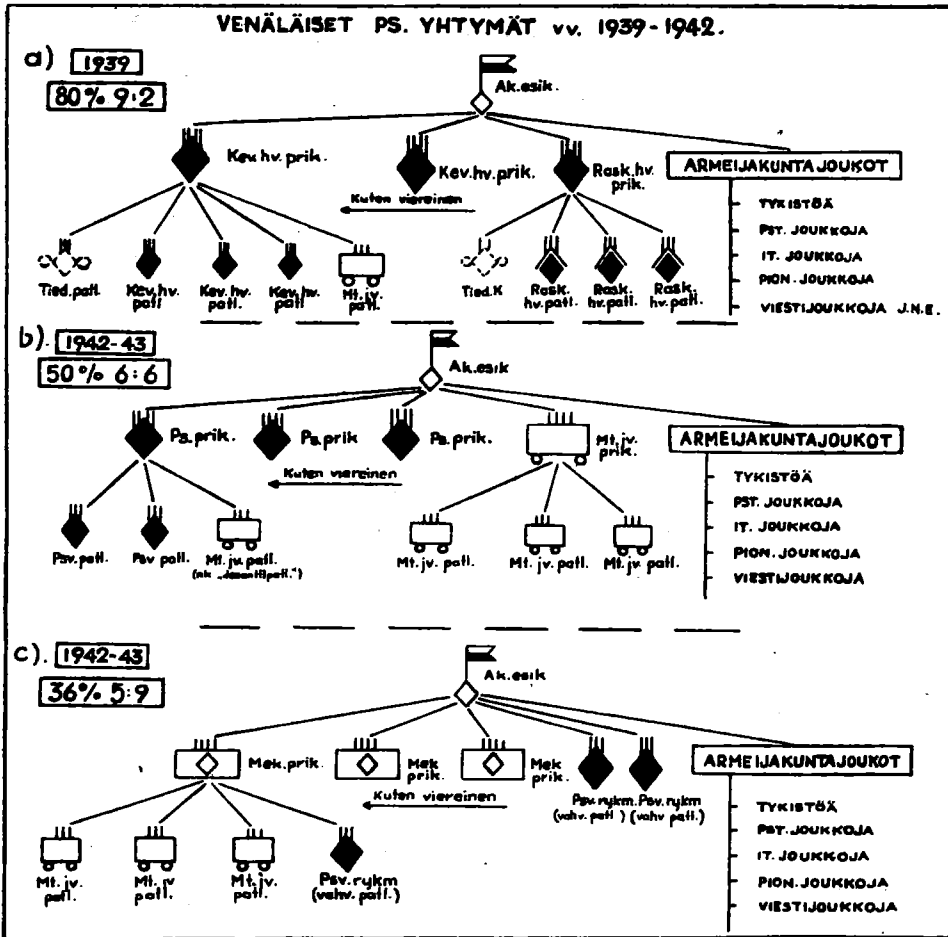 VENÄLÄISET PS. YHTYMÄT vv. 1939-1942.
a). 1939
80% 9:2
Ak.esik.
Kev.hv.prik.
Kev.hv.prik.
Rask.hv.
prik.
Kuten viereinen
Tied.patl.
Kev.hv.
patl
Kev.hv.
patl.
Kev.hv.
patl.
Mt.jv.
patl.
Tied.K
Rask.
hv.patl.
Rask.
hv.patl.
Rask.
hv.patl.
ARMEIJAKUNTAJOUKOT
TYKISTÖÄ
PST. JOUKKOJA
IT. JOUKKOJA
PION. JOUKKOJA
VIESTIJOUKKOJA J.N.E.
b). 1942-43
50% 6:6
Ak.esik
Ps.prik.
Ps.prik
Ps.prik.
Mt.jv.
prik.
Kuten viereinen
Psv.patl.
Psv patl.
Mt.jv.patl.
(nk. „desanttipatl.")
Mt.jv. patl.
Mt.jv. patl.
Mt.jv. patl.
ARMEIJAKUNTAJOUKOT
TYKISTÖÄ
PST. JOUKKOJA
IT. JOUKKOJA
PION. JOUKKOJA
VIESTIJOUKKOJA
c). 1942-43
36% 5:9
Ak.esik
Mek.prik.
Mek
prik.
Mek
prik.
Kuten viereinen
Psv.rykm.
(vahv. patl.)
Psv.rykm
(vahv patl.)
Mt.jv.
patl.
Mt.jv
patl.
Mt.jv.
patl.
Psv.rykm
(vahv.patl.)
ARMEIJAKUNTAJOUKOT
TYKISTÖÄ
PST. JOUKKOJA
IT. JOUKKOJA
PION. JOUKKOJA
VIESTIJOUKKOJA